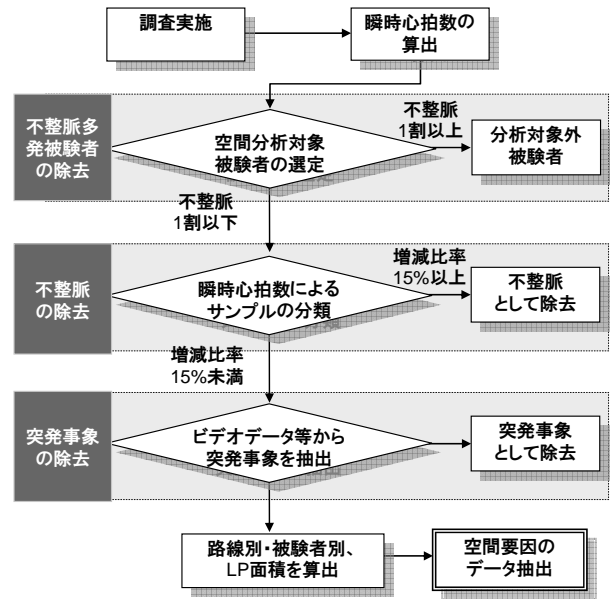 調査実施
瞬時心拍数の
算出
不整脈多
発被験者
の除去
空間分析対象
被験者の選定
不整脈
1割以上
分析対象外
被験者
不整脈
1割以下
不整脈
の除去
瞬時心拍数による
サンプルの分類
増減比率
15%以上
不整脈
として除去
増減比率
15%未満
突発事象
の除去
ビデオデータ等から
突発事象を抽出
突発事象
として除去
路線別・被験者別、
LP面積を算出
空間要因の
データ抽出